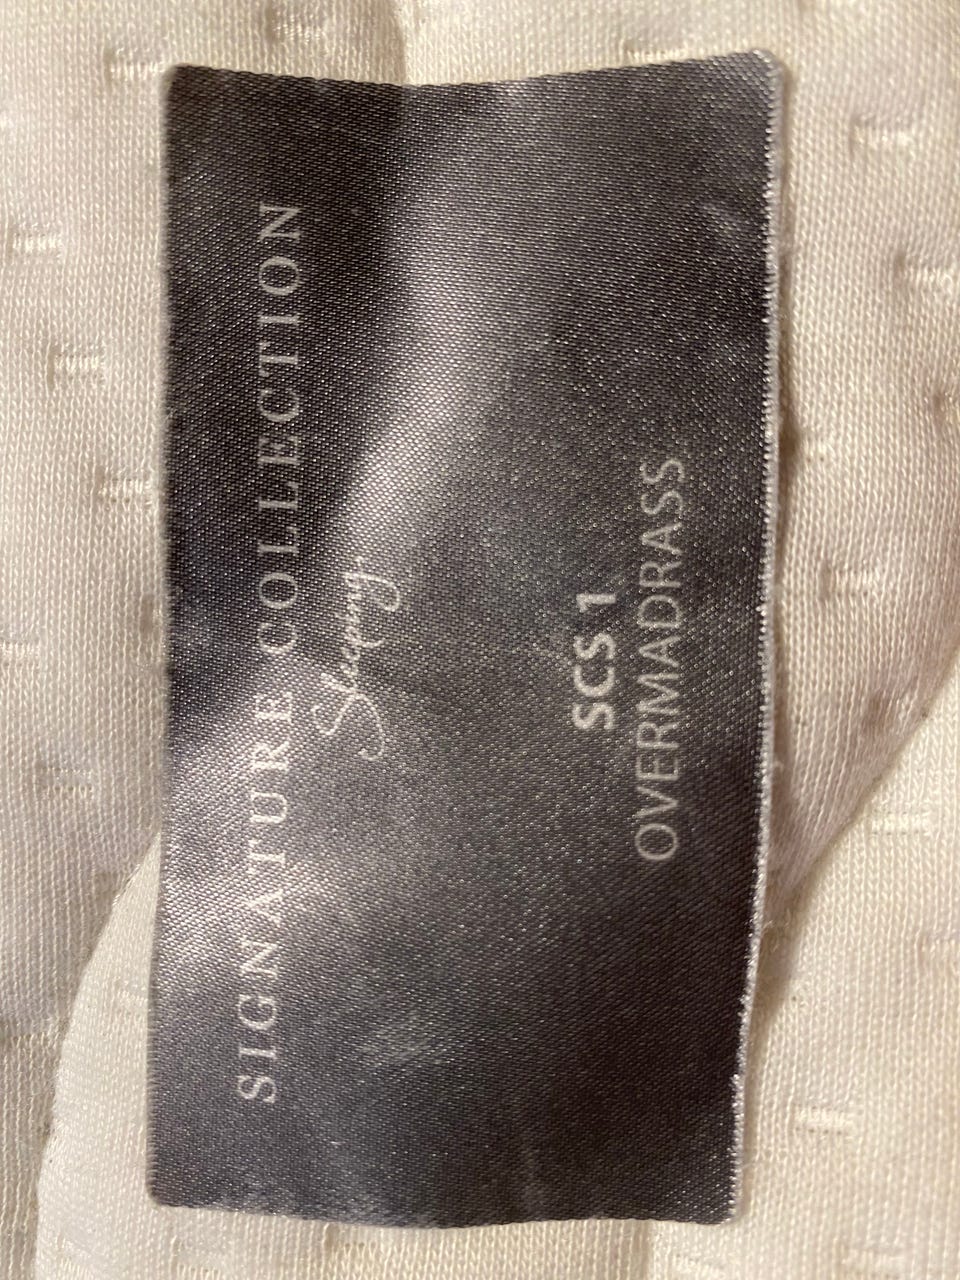 SIGNATURE COLLECTION
Sleeping
SCS 1
OVERMADRASS